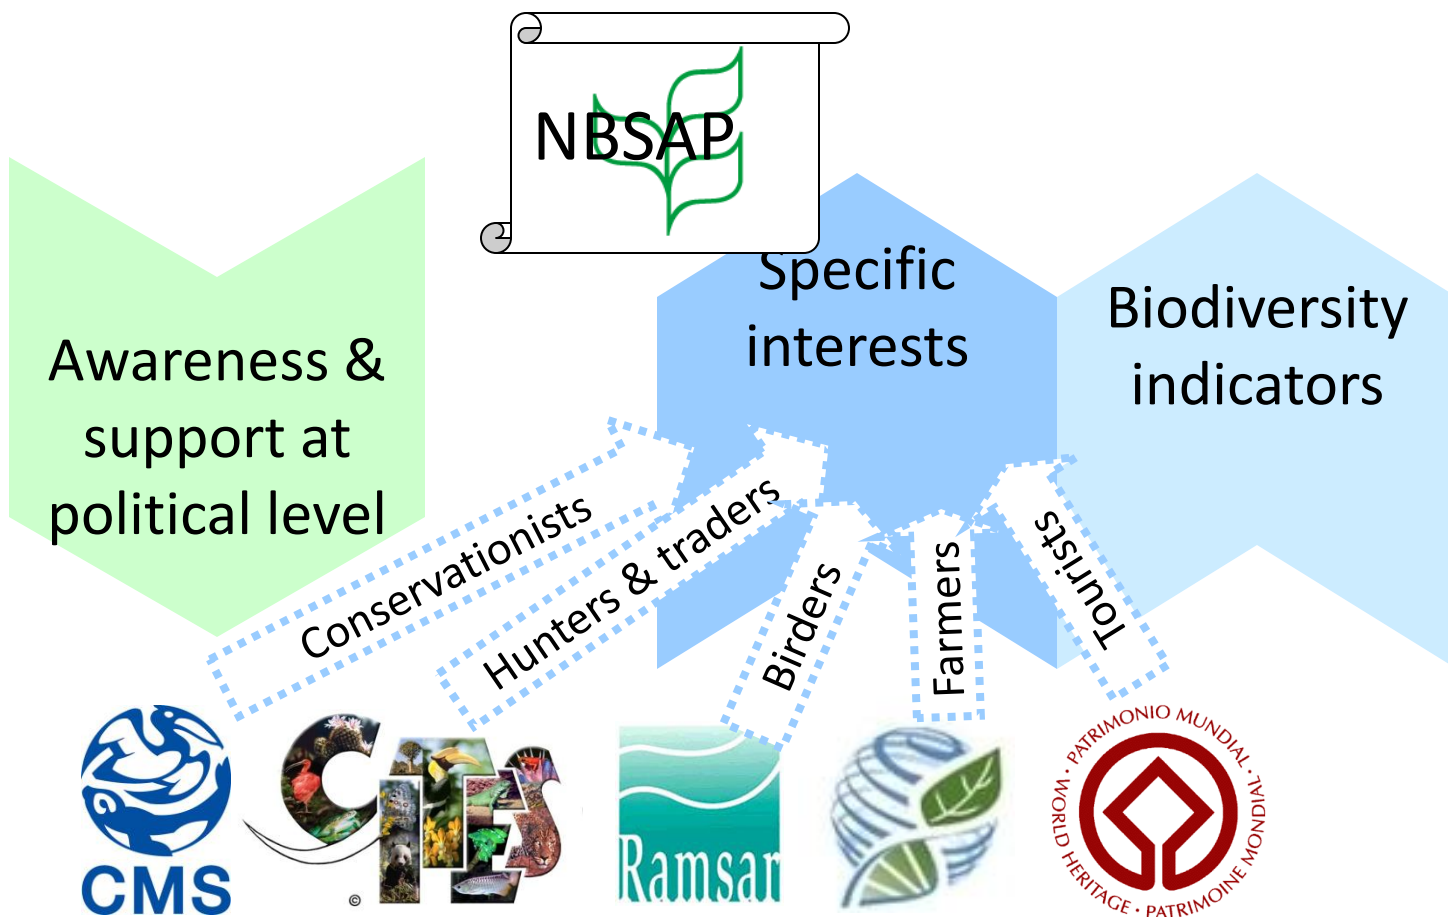 NBSAP
Awareness &
support at
political level
Specific
interests
Biodiversity
indicators
Conservationists
Hunters & traders
Birders
Farmers
Tourists
CMS
CITES
©
Ramsar
WORLD HERITAGE • PATRIMONIO MUNDIAL • PATRIMOINE MONDIAL •